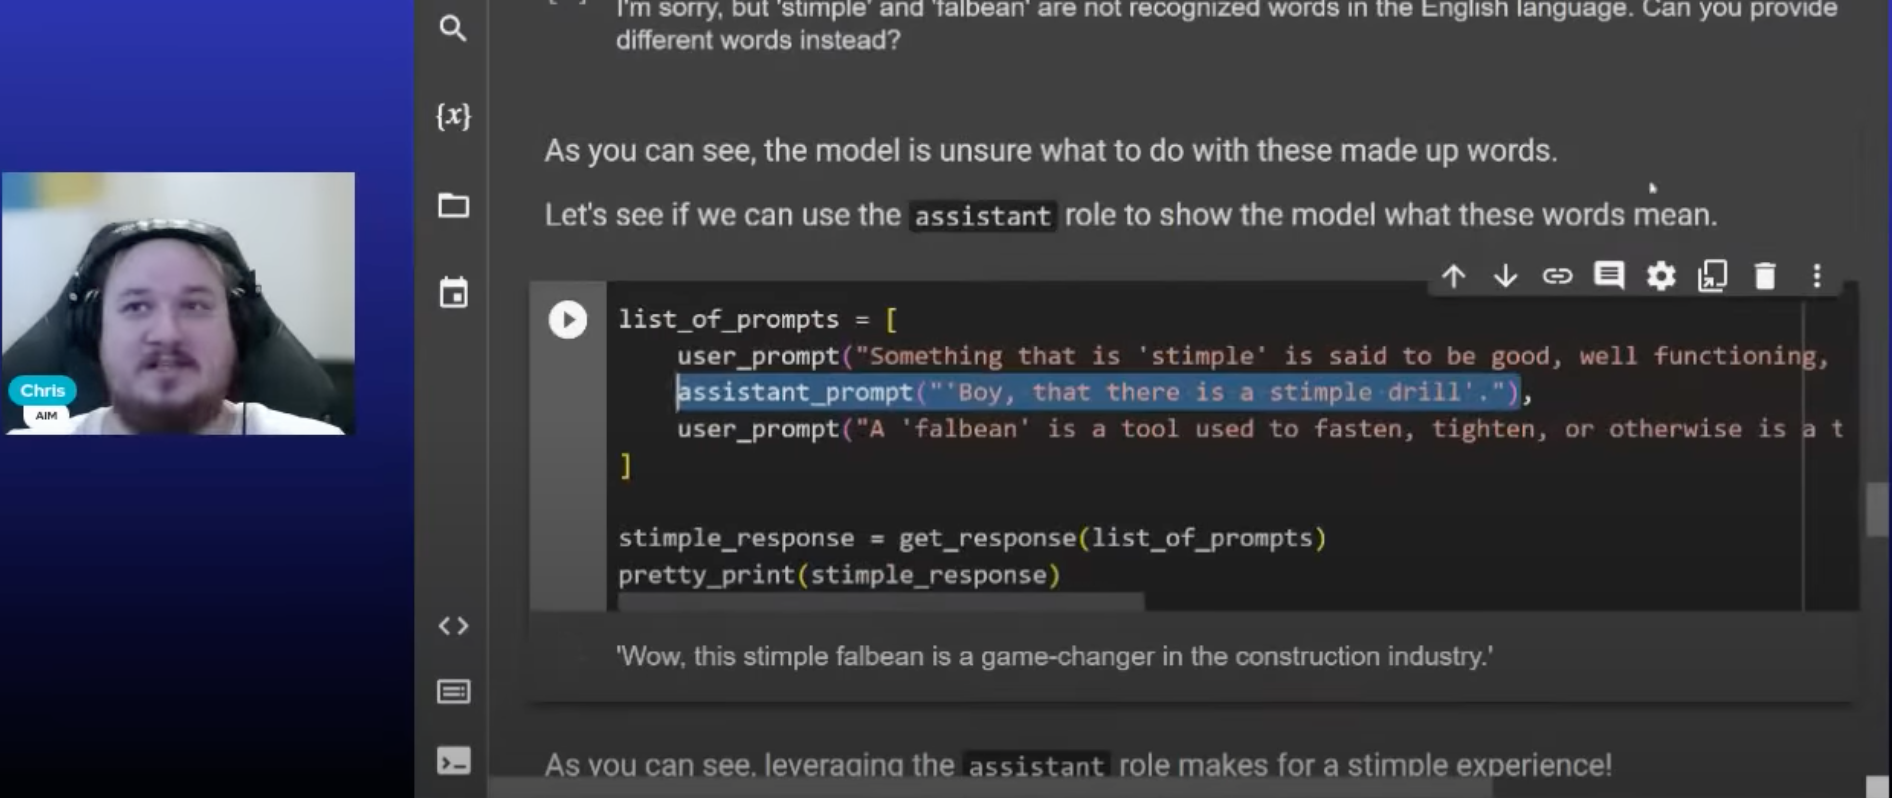 I'm sorry, but 'stimple' and 'falbean' are not recognized words in the English language. Can you provide
different words instead?
{x}
As you can see, the model is unsure what to do with these made up words.
Let's see if we can use the assistant role to show the model what these words mean.
list_of_prompts = [
user_prompt("Something that is 'stimple' is said to be good, well functioning,
assistant_prompt("'Boy, that there is a stimple drill'."),
user_prompt("A 'falbean' is a tool used to fasten, tighten, or otherwise is a t
]
stimple_response = get_response(list_of_prompts)
pretty_print(stimple_response)
'Wow, this stimple falbean is a game-changer in the construction industry.'
As you can see, leveraging the assistant role makes for a stimple experience!
Chris
AIM